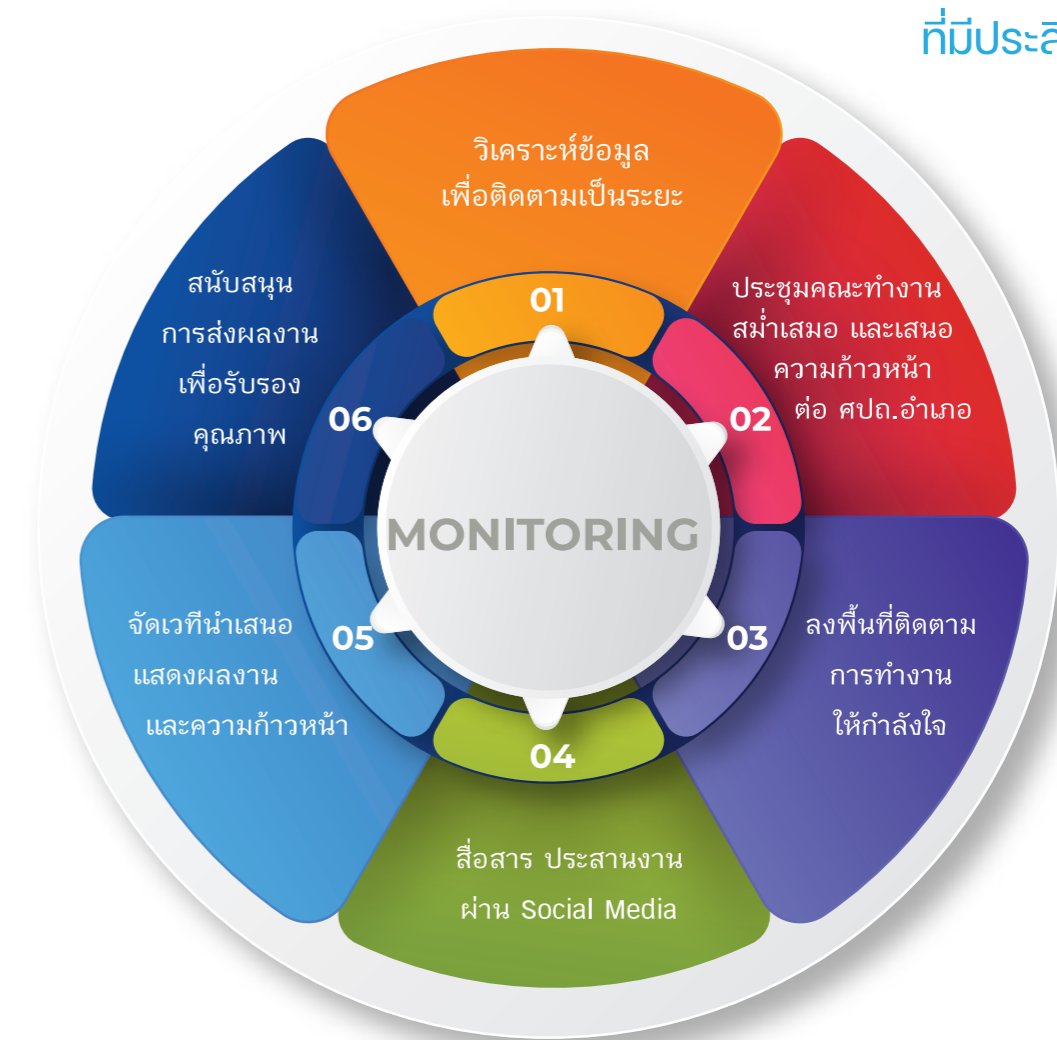 ที่มีประสิ
วิเคราะห์ข้อมูล
เพื่อติดตามเป็นระยะ
01
ประชุมคณะทำงาน
สม่ำเสมอ และเสนอ
ความก้าวหน้า
ต่อ ศปถ.อำเภอ
02
ลงพื้นที่ติดตาม
การทำงาน
ให้กำลังใจ
03
04
สื่อสาร ประสานงาน
ผ่าน Social Media
จัดเวทีนำเสนอ
แสดงผลงาน
และความก้าวหน้า
05
สนับสนุน
การส่งผลงาน
เพื่อรับรอง
คุณภาพ
06
MONITORING